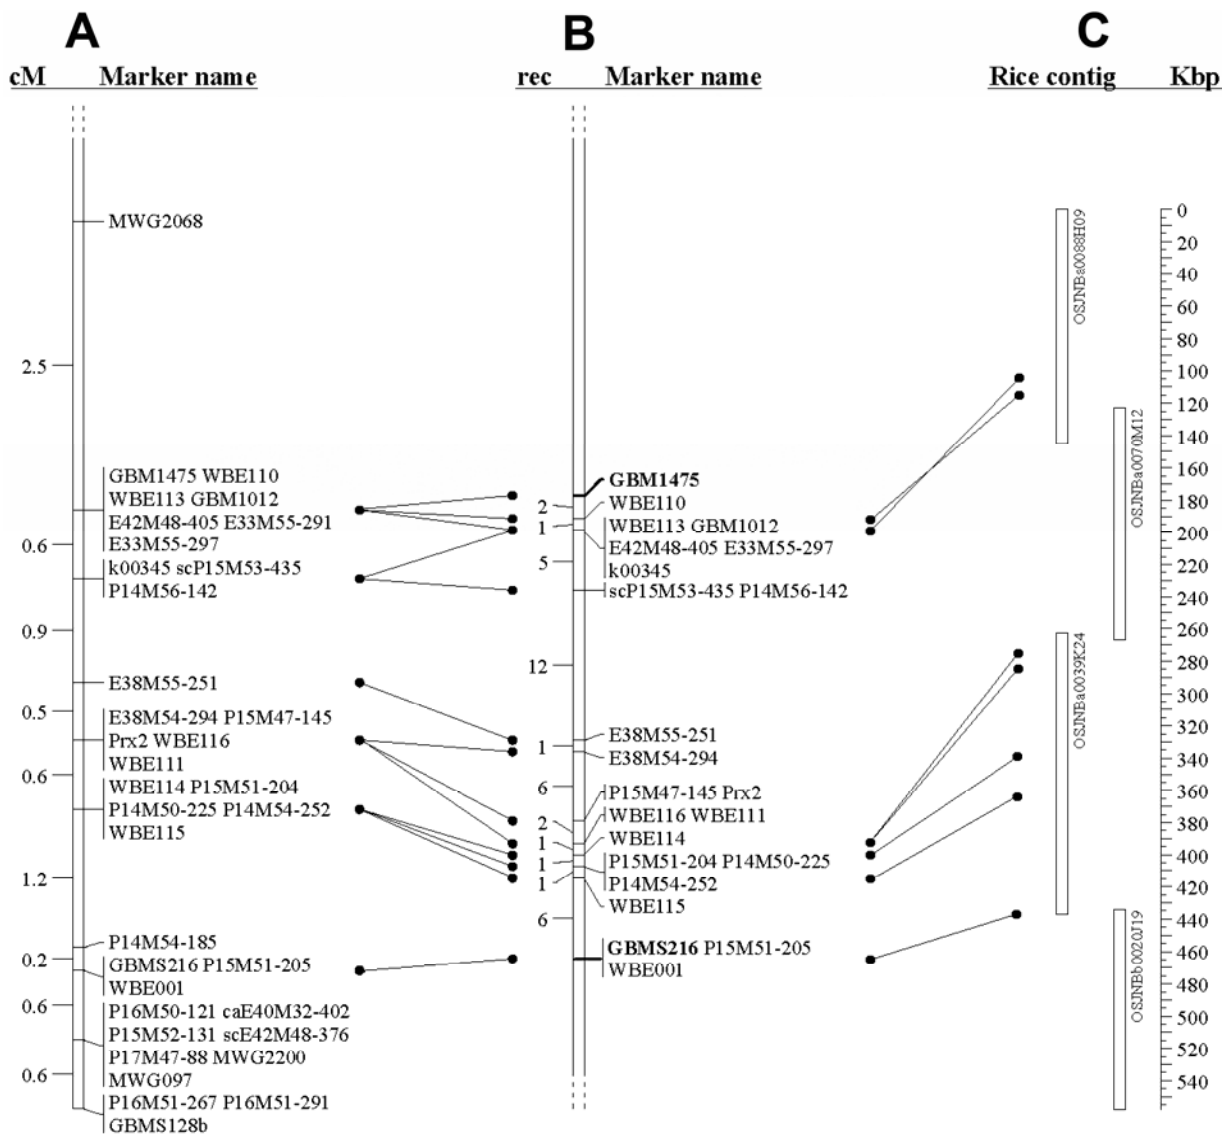 A B C
cM Marker name
rec Marker name
Rice contig Kbp
MWG2068
2.5
GBM1475 WBE110
WBE113 GBM1012
E42M48-405 E33M55-291
E33M55-297
0.6
k00345 scP15M53-435
P14M56-142
0.9
E38M55-251
0.5
E38M54-294 P15M47-145
Prx2 WBE116
WBE111
0.6
WBE114 P15M51-204
P14M50-225 P14M54-252
WBE115
1.2
P14M54-185
0.2
GBMS216 P15M51-205
WBE001
0.6
P16M50-121 caE40M32-402
P15M52-131 scE42M48-376
P17M47-88 MWG2200
MWG097
0.6
P16M51-267 P16M51-291
GBMS128b
GBM1475
2
WBE110
1
WBE113 GBM1012
E42M48-405 E33M55-297
k00345
5
scP15M53-435 P14M56-142
12
E38M55-251
1
E38M54-294
6
P15M47-145 Prx2
2
WBE116 WBE111
1
WBE114
1
P15M51-204 P14M50-225
P14M54-252
1
WBE115
6
GBMS216 P15M51-205
WBE001
OSJNBa0088H09
OSJNBa0070M12
OSJNBa0039K24
OSJNBb0020J19
0
20
40
60
80
100
120
140
160
180
200
220
240
260
280
300
320
340
360
380
400
420
440
460
480
500
520
540